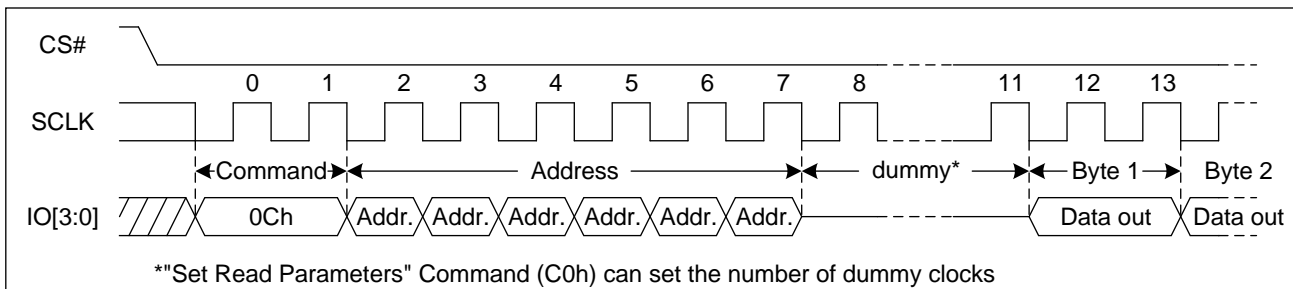 CS#
0 1 2 3 4 5 6 7 8 11 12 13
SCLK
Command Address dummy* Byte 1 Byte 2
IO[3:0] 0Ch Addr. Addr. Addr. Addr. Addr. Addr. Data out Data out
*"Set Read Parameters" Command (C0h) can set the number of dummy clocks